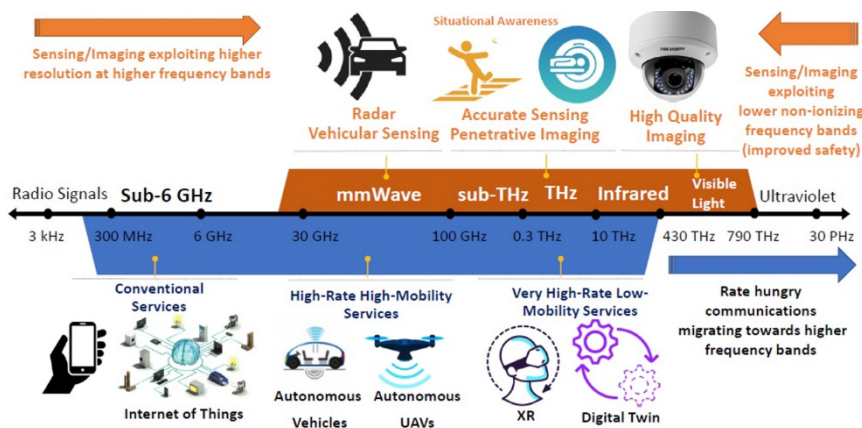 Sensing/Imaging exploiting higher
resolution at higher frequency bands
Situational Awareness
HIKVISION
Sensing/Imaging
exploiting
lower non-ionizing
frequency bands
(improved safety)
Radar
Vehicular Sensing
Accurate Sensing
Penetrative Imaging
High Quality
Imaging
Radio Signals
Sub-6 GHz
mmWave
sub-THz
THz
Infrared
Visible
Light
Ultraviolet
3 kHz
300 MHz
6 GHz
30 GHz
100 GHz
0.3 THz
10 THz
430 THz
790 THz
30 PHz
Conventional
Services
High-Rate High-Mobility
Services
Very High-Rate Low-
Mobility Services
Rate hungry
communications
migrating towards higher
frequency bands
Internet of Things
Autonomous
Vehicles
Autonomous
UAVs
XR
Digital Twin